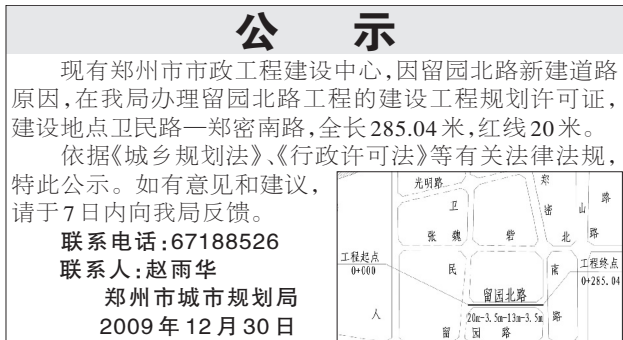 公 示
现有郑州市市政工程建设中心,因留园北路新建道路
原因,在我局办理留园北路工程的建设工程规划许可证,
建设地点卫民路—郑密南路,全长285.04米,红线20米。
依据《城乡规划法》、《行政许可法》等有关法律法规,
特此公示。如有意见和建议,
请于7日内向我局反馈。
联系电话:67188526
联系人:赵雨华
郑州市城市规划局
2009年12月30日
光明路
郑
卫
密
山
路
张 魏 砦 北 路
工程起点
0+000
民
南
工程终点
0+285.04
留园北路
20m-3.5m-13m-3.5m
路
人
留 园 路